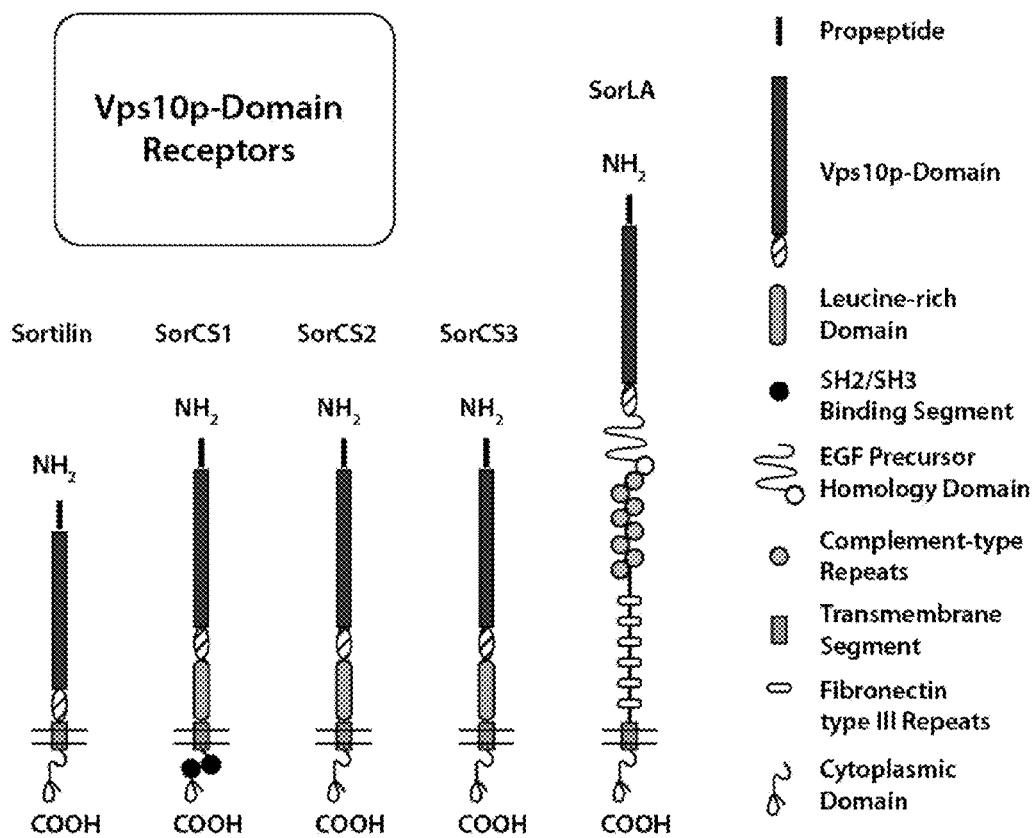 Vps10p-Domain
Receptors
Sortilin
SorCS1
SorCS2
SorCS3
SorLA
NH2
NH2
NH2
NH2
NH2
COOH
COOH
COOH
COOH
COOH
Propeptide
Vps10p-Domain
Leucine-rich
Domain
SH2/SH3
Binding Segment
EGF Precursor
Homology Domain
Complement-type
Repeats
Transmembrane
Segment
Fibronectin
type III Repeats
Cytoplasmic
Domain